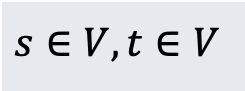 s ∈ V, t ∈ V